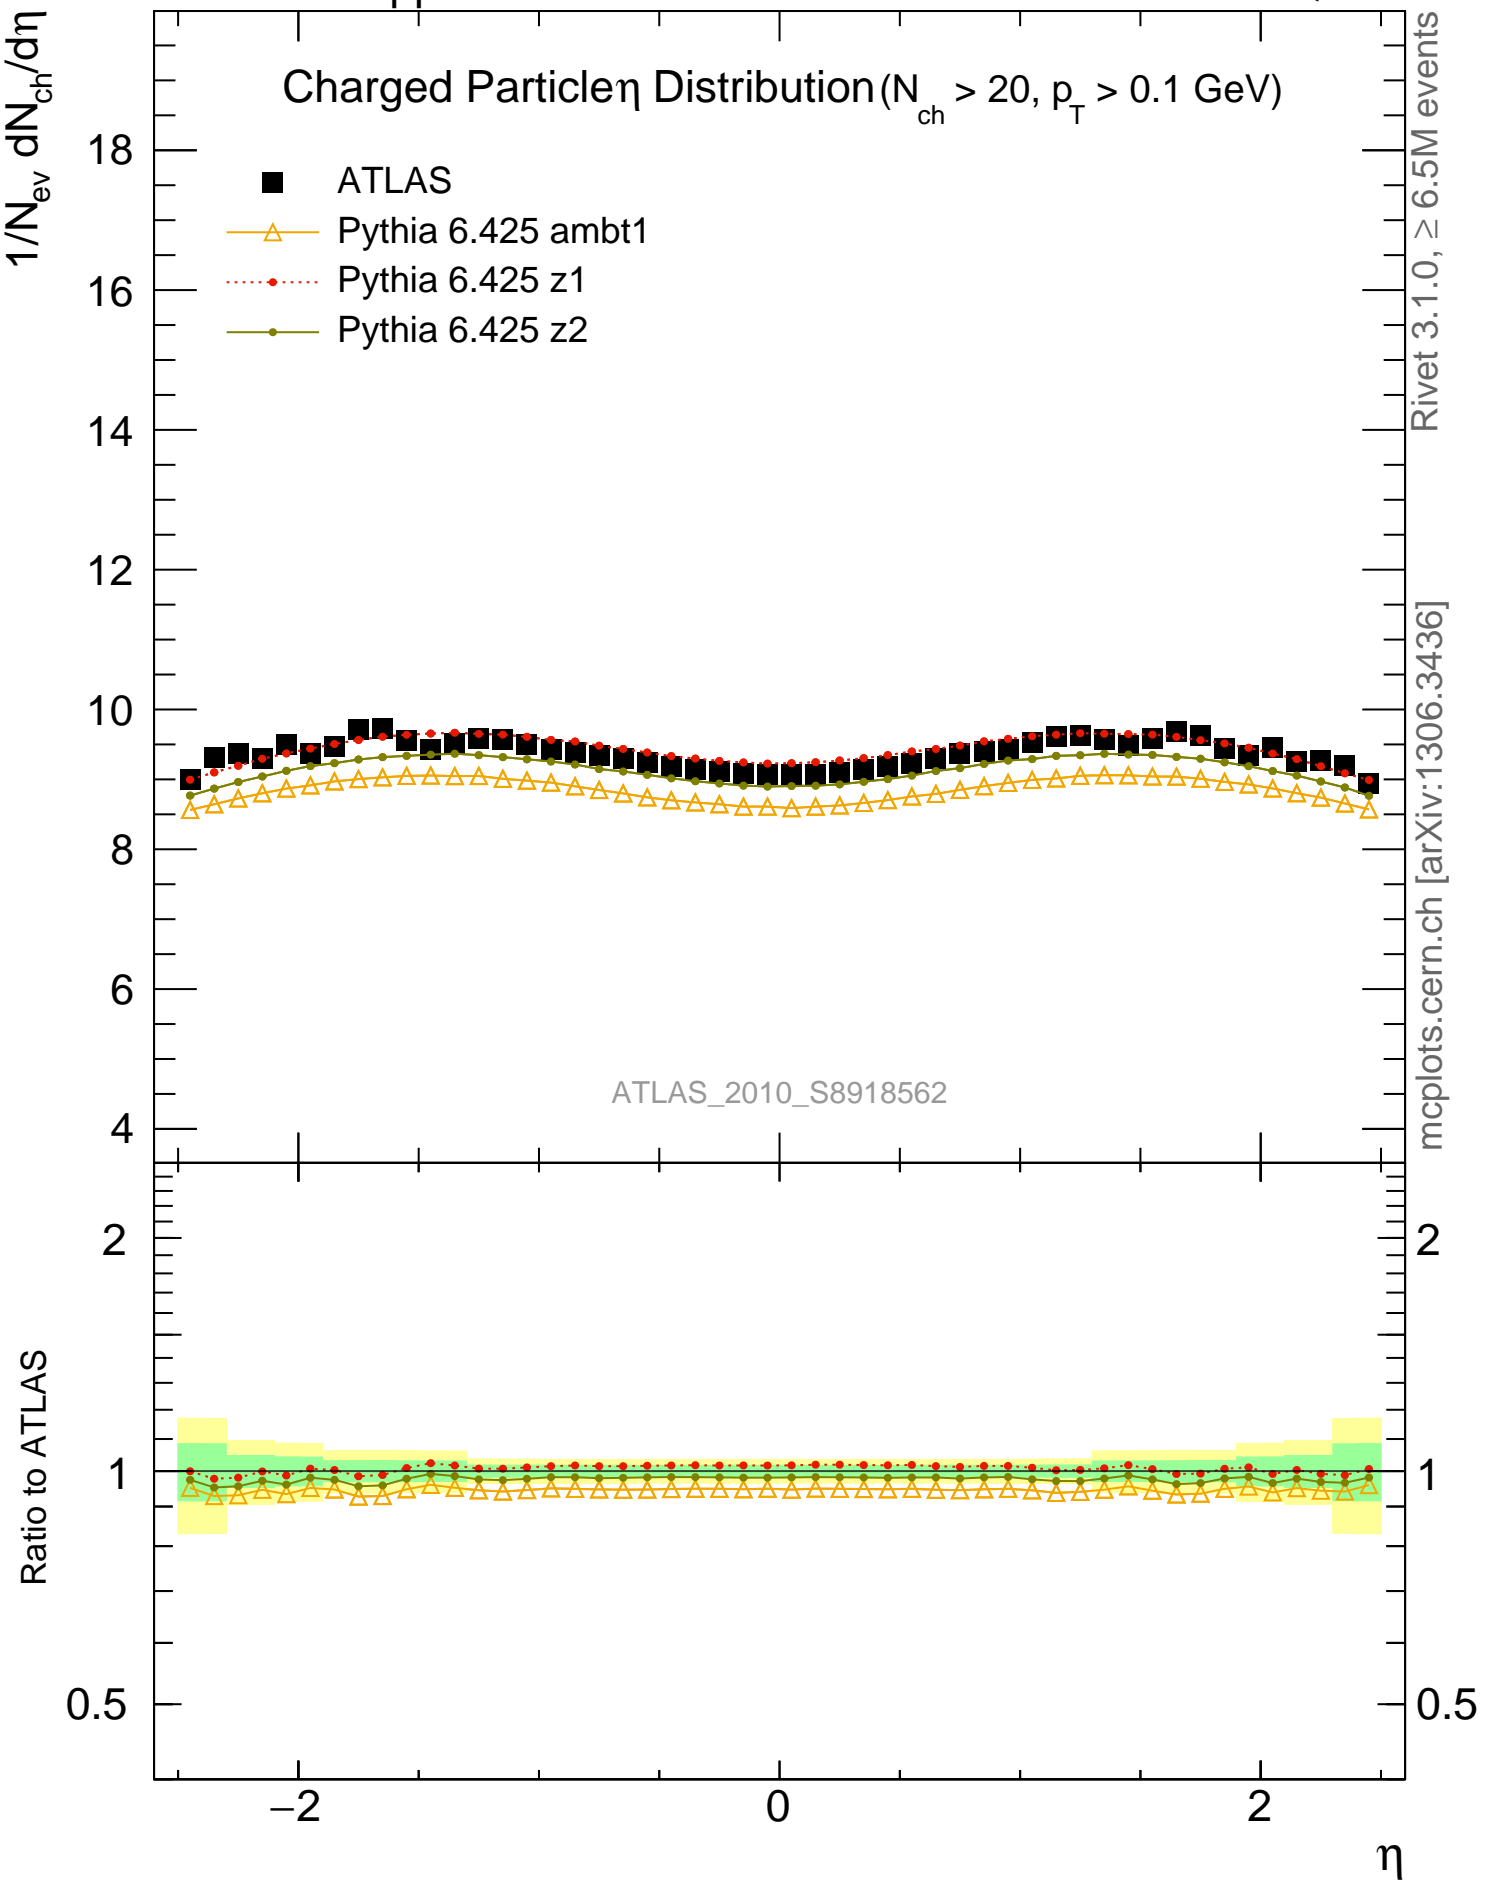 pp
1/N_ev dN_ch/dη
Charged Particleη Distribution (N_ch > 20, p_T > 0.1 GeV)
ATLAS
Pythia 6.425 ambt1
Pythia 6.425 z1
Pythia 6.425 z2
18
16
14
12
10
8
6
4
ATLAS_2010_S8918562
Rivet 3.1.0, ≥ 6.5M events
mcplots.cern.ch [arXiv:1306.3436]
Ratio to ATLAS
2
1
0.5
2
1
0.5
−2
0
2
η